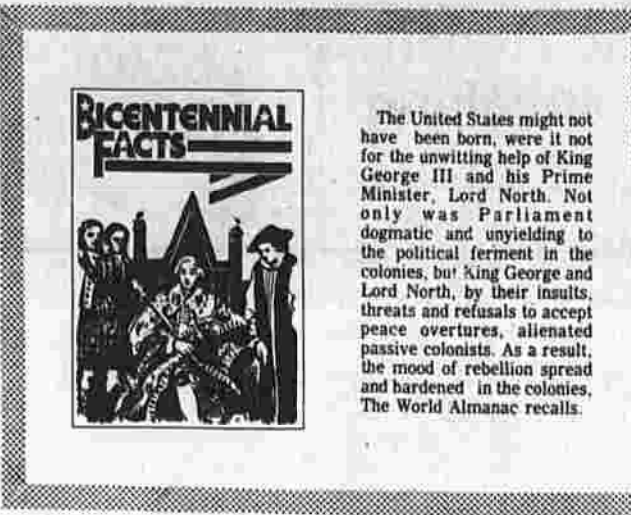 BICENTENNIAL
FACTS
The United States might not
have been born, were it not
for the unwitting help of King
George III and his Prime
Minister, Lord North. Not
only was Parliament
dogmatic and unyielding to
the political ferment in the
colonies, but King George and
Lord North, by their insults,
threats and refusals to accept
peace overtures, alienated
passive colonists. As a result,
the mood of rebellion spread
and hardened in the colonies,
The World Almanac recalls.